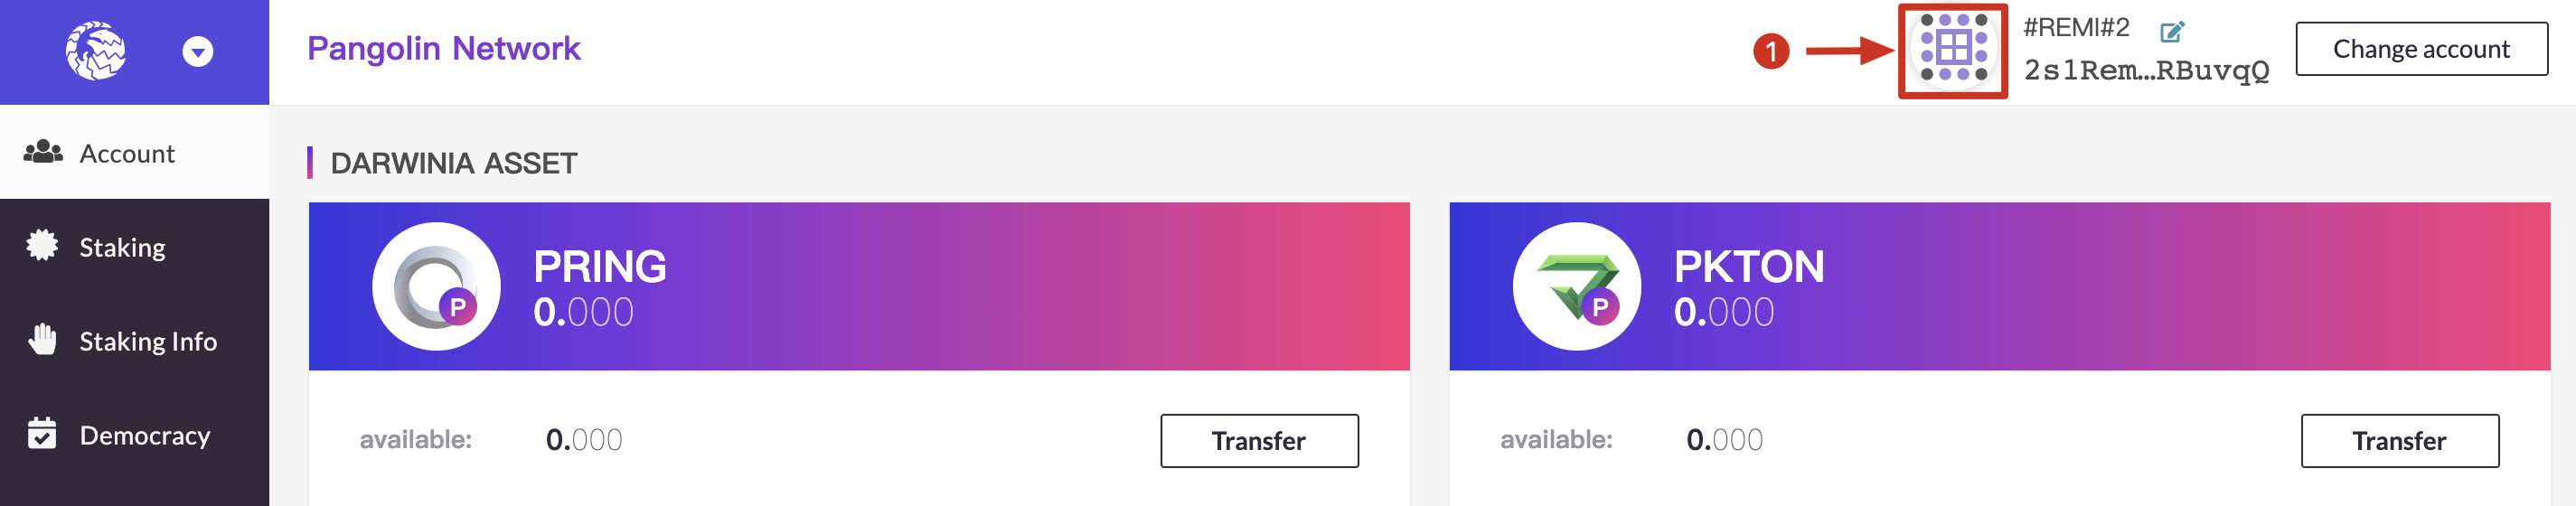 Pangolin Network
1
#REMI#2
2s1Rem...RBuvqQ
Change account
Account
Staking
Staking Info
Democracy
DARWINIA ASSET
PRING
0.000
P
available:
0.000
Transfer
PKTON
0.000
P
available:
0.000
Transfer